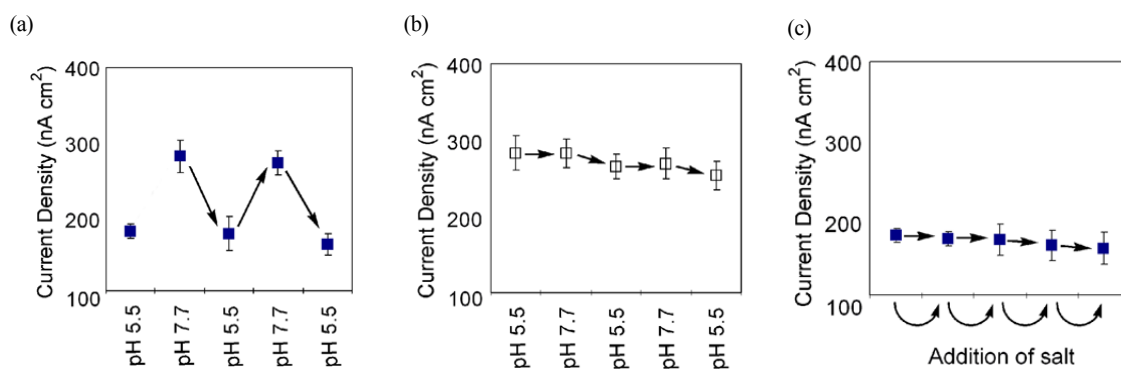 (a)
Current Density (nA cm²)
400
300
200
100
pH 5.5
pH 7.7
pH 5.5
pH 7.7
pH 5.5
(b)
Current Density (nA cm²)
400
300
200
100
pH 5.5
pH 7.7
pH 5.5
pH 7.7
pH 5.5
(c)
Current Density (nA cm²)
400
300
200
100
Addition of salt